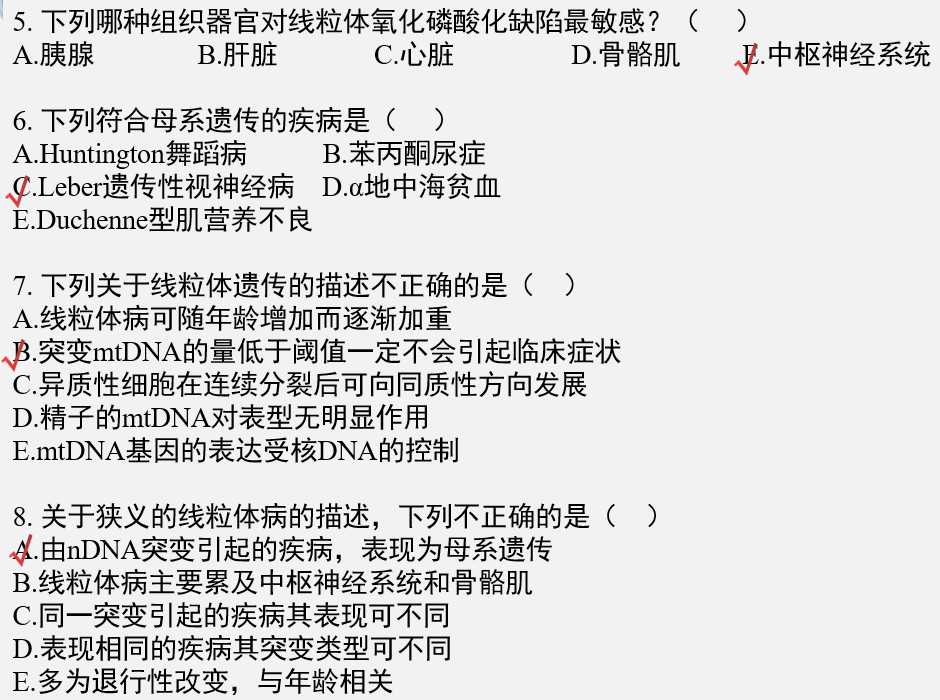 5. 下列哪种组织器官对线粒体氧化磷酸化缺陷最敏感？（　）
A.胰腺 B.肝脏 C.心脏 D.骨骼肌 E.中枢神经系统
6. 下列符合母系遗传的疾病是（　）
A.Huntington舞蹈病 B.苯丙酮尿症
C.Leber遗传性视神经病 D.α地中海贫血
E.Duchenne型肌营养不良
7. 下列关于线粒体遗传的描述不正确的是（　）
A.线粒体病可随年龄增加而逐渐加重
B.突变mtDNA的量低于阈值一定不会引起临床症状
C.异质性细胞在连续分裂后可向同质性方向发展
D.精子的mtDNA对表型无明显作用
E.mtDNA基因的表达受核DNA的控制
8. 关于狭义的线粒体病的描述，下列不正确的是（　）
A.由nDNA突变引起的疾病，表现为母系遗传
B.线粒体病主要累及中枢神经系统和骨骼肌
C.同一突变引起的疾病其表现可不同
D.表现相同的疾病其突变类型可不同
E.多为退行性改变，与年龄相关